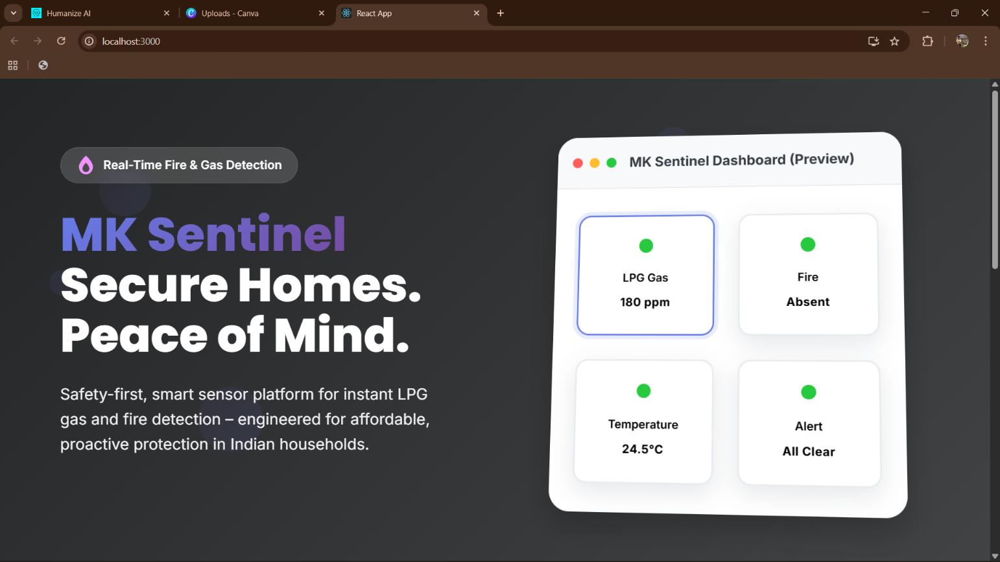 Humanize AI
Uploads - Canva
React App
localhost:3000
Real-Time Fire & Gas Detection
MK Sentinel
Secure Homes.
Peace of Mind.
Safety-first, smart sensor platform for instant LPG
gas and fire detection – engineered for affordable,
proactive protection in Indian households.
MK Sentinel Dashboard (Preview)
LPG Gas
180 ppm
Fire
Absent
Temperature
24.5°C
Alert
All Clear